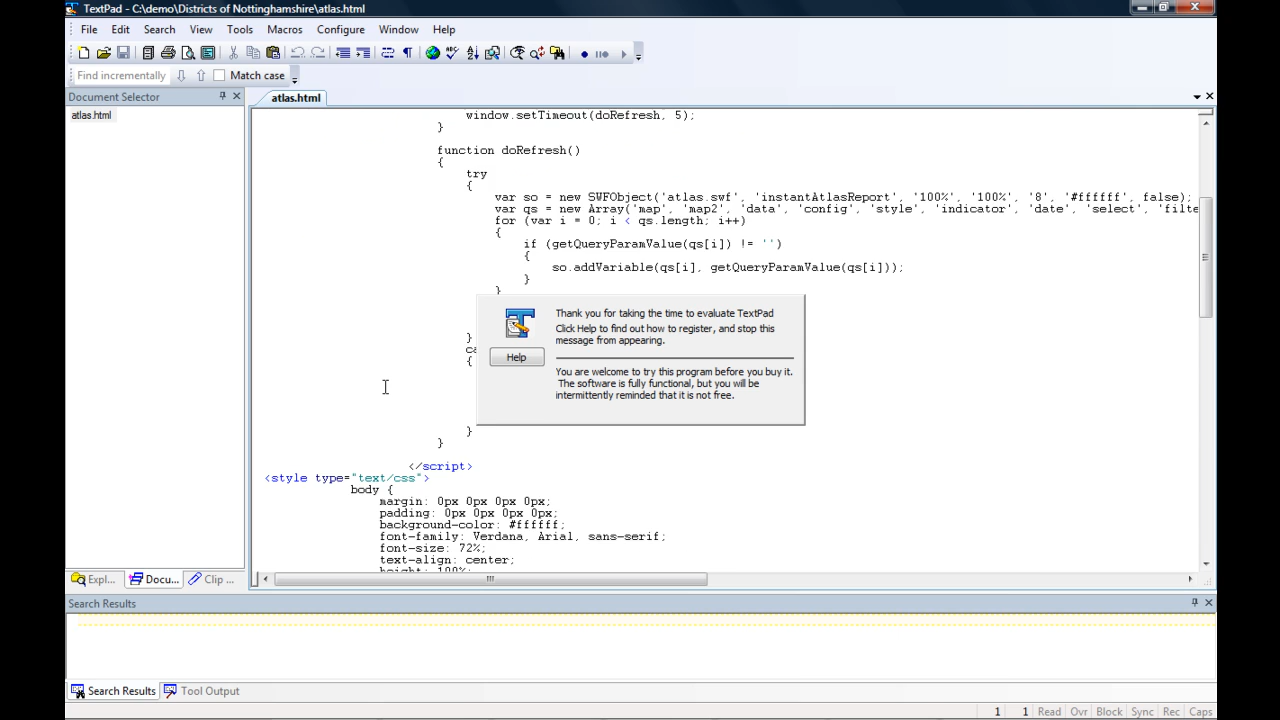 TextPad - C:\demo\Districts of Nottinghamshire\atlas.html
File Edit Search View Tools Macros Configure Window Help
Find incrementally Match case
Document Selector
atlas.html
atlas.html
window.setTimeout(doRefresh, 5);
}
function doRefresh()
{
try
{
var so = new SWFObject('atlas.swf', 'instantAtlasReport', '100%', '100%', '8', '#ffffff', false);
var qs = new Array('map', 'map2', 'data', 'config', 'style', 'indicator', 'date', 'select', 'filte
for (var i = 0; i < qs.length; i++)
{
if (getQueryParamValue(qs[i]) != '')
{
so.addVariable(qs[i], getQueryParamValue(qs[i]));
}
}
}
ca
{
}
}
</script>
<style type="text/css">
body {
margin: 0px 0px 0px 0px;
padding: 0px 0px 0px 0px;
background-color: #ffffff;
font-family: Verdana, Arial, sans-serif;
font-size: 72%;
text-align: center;
height: 100%;
Thank you for taking the time to evaluate TextPad
Click Help to find out how to register, and stop this
message from appearing.
Help
You are welcome to try this program before you buy it.
The software is fully functional, but you will be
intermittently reminded that it is not free.
Expl... Docu... Clip ...
Search Results
Search Results Tool Output
1 1 Read Ovr Block Sync Rec Caps